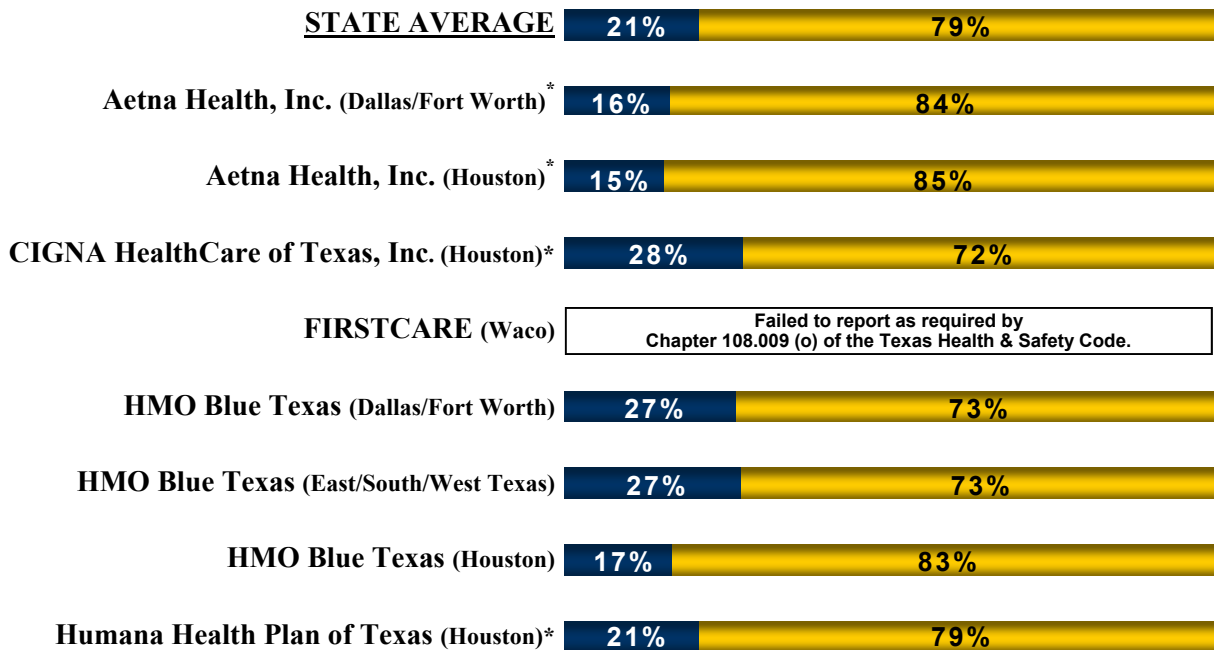 STATE AVERAGE 21% 79%
Aetna Health, Inc. (Dallas/Fort Worth)* 16% 84%
Aetna Health, Inc. (Houston)* 15% 85%
CIGNA HealthCare of Texas, Inc. (Houston)* 28% 72%
FIRSTCARE (Waco) Failed to report as required by
Chapter 108.009 (o) of the Texas Health & Safety Code.
HMO Blue Texas (Dallas/Fort Worth) 27% 73%
HMO Blue Texas (East/South/West Texas) 27% 73%
HMO Blue Texas (Houston) 17% 83%
Humana Health Plan of Texas (Houston)* 21% 79%